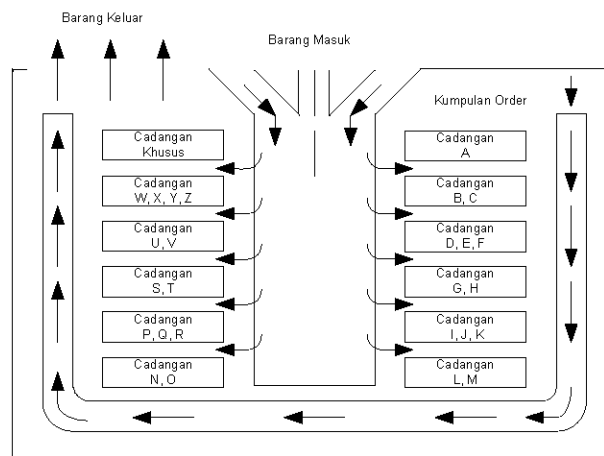 Barang Keluar
Barang Masuk
Kumpulan Order
Cadangan
Khusus
Cadangan
W, X, Y, Z
Cadangan
U, V
Cadangan
S, T
Cadangan
P, Q, R
Cadangan
N, O
Cadangan
A
Cadangan
B, C
Cadangan
D, E, F
Cadangan
G, H
Cadangan
I, J, K
Cadangan
L, M